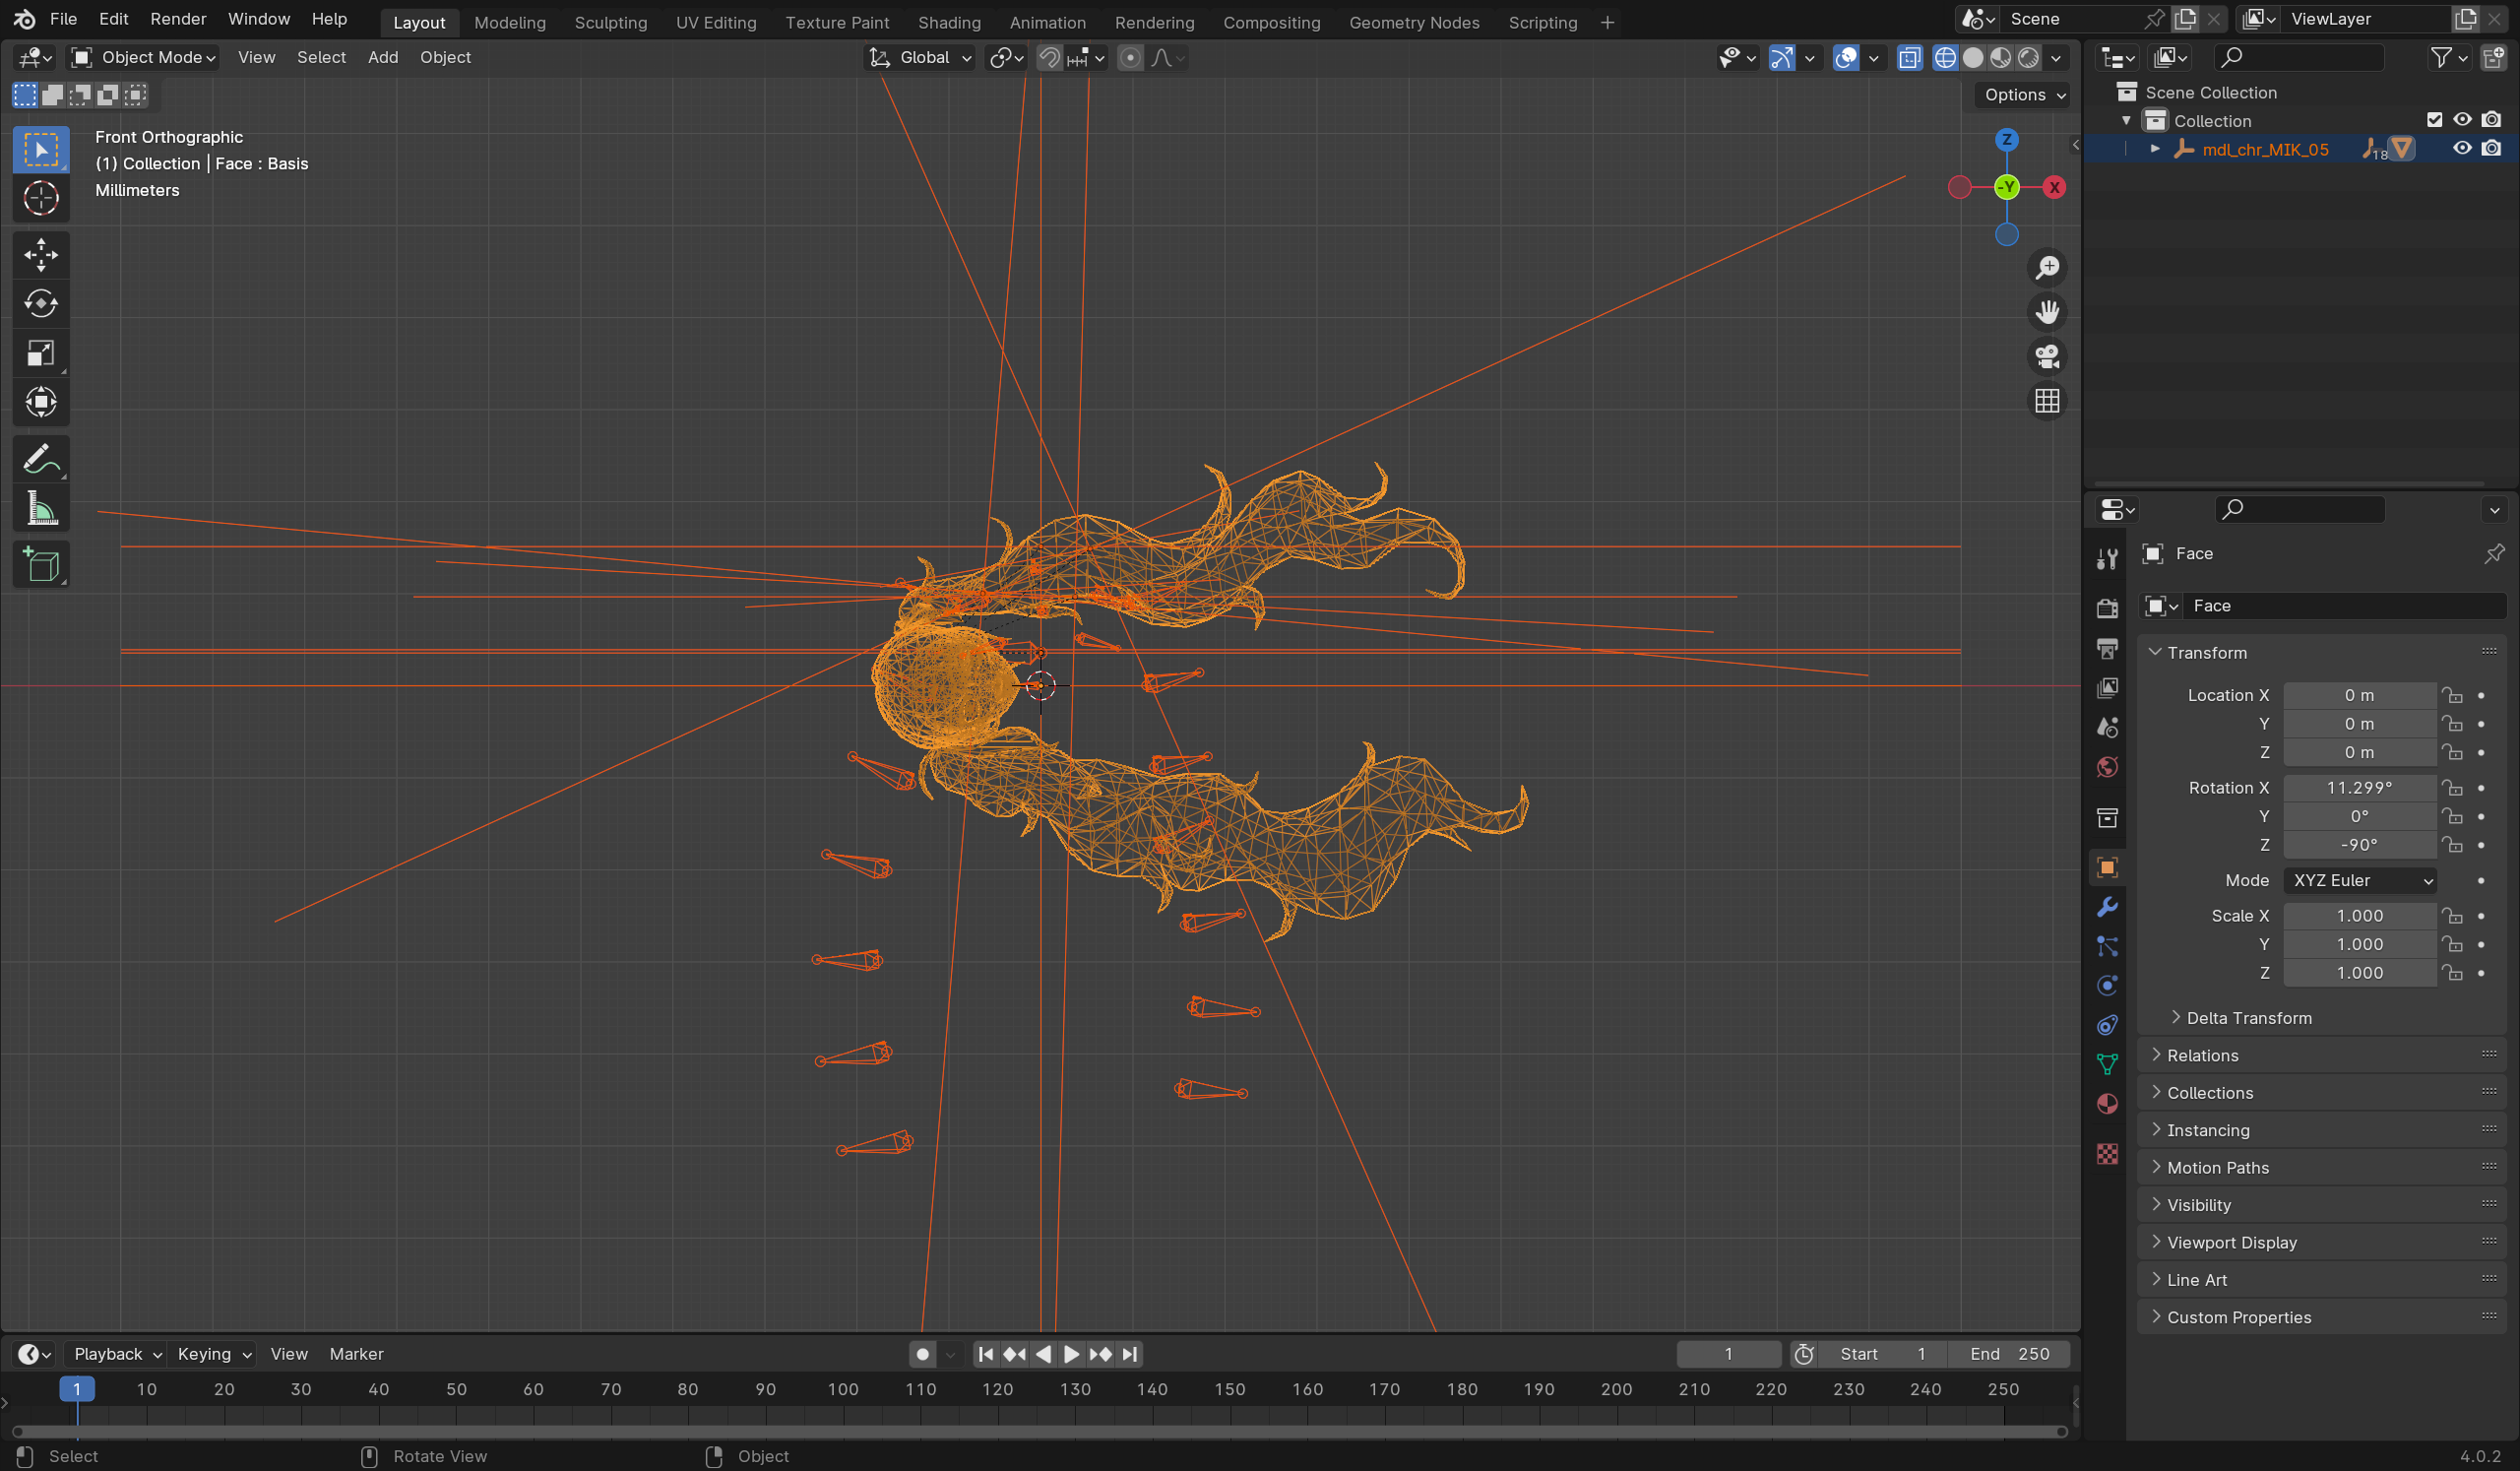 File Edit Render Window Help Layout Modeling Sculpting UV Editing Texture Paint Shading Animation Rendering Compositing Geometry Nodes Scripting + Scene ViewLayer
Object Mode View Select Add Object Global
Options
Front Orthographic
(1) Collection | Face : Basis
Millimeters
Z
-Y
X
Scene Collection
Collection
mdl_chr_MIK_05 18
Face
Face
Transform
Location X 0 m
Y 0 m
Z 0 m
Rotation X 11.299°
Y 0°
Z -90°
Mode XYZ Euler
Scale X 1.000
Y 1.000
Z 1.000
Delta Transform
Relations
Collections
Instancing
Motion Paths
Visibility
Viewport Display
Line Art
Custom Properties
Playback Keying View Marker 1 Start 1 End 250
1 10 20 30 40 50 60 70 80 90 100 110 120 130 140 150 160 170 180 190 200 210 220 230 240 250
Select Rotate View Object 4.0.2